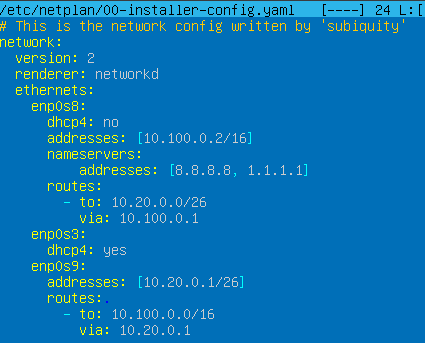 /etc/netplan/00-installer-config.yaml   [----] 24 L:[
# This is the network config written by 'subiquity'
network:
  version: 2
  renderer: networkd
  ethernets:
    enp0s8:
      dhcp4: no
      addresses: [10.100.0.2/16]
      nameservers:
          addresses: [8.8.8.8, 1.1.1.1]
      routes:
        - to: 10.20.0.0/26
          via: 10.100.0.1
    enp0s3:
      dhcp4: yes
    enp0s9:
      addresses: [10.20.0.1/26]
      routes:.
        - to: 10.100.0.0/16
          via: 10.20.0.1